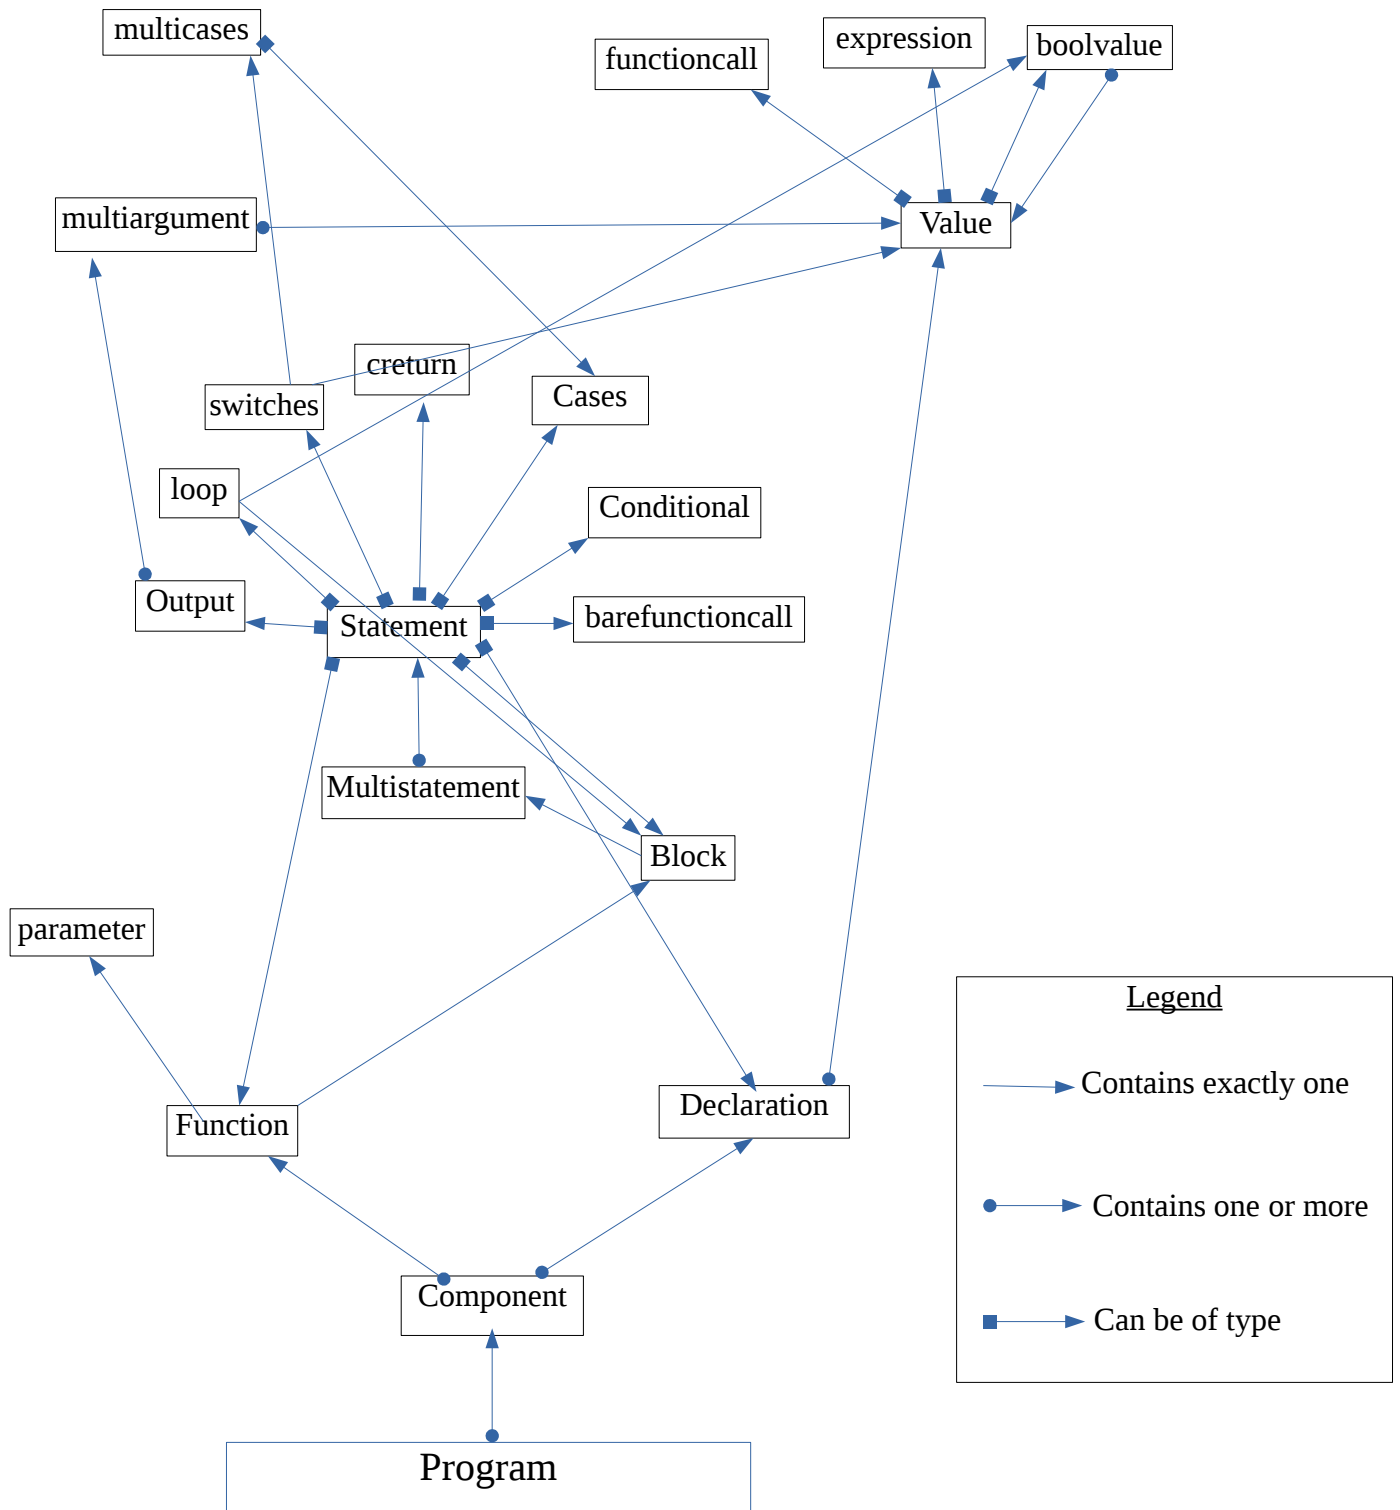 multicases
functioncall
expression
boolvalue
multiargument
Value
creturn
switches
Cases
loop
Conditional
Output
Statement
barefunctioncall
Multistatement
Block
parameter
Legend
Contains exactly one
Function
Declaration
Contains one or more
Component
Can be of type
Program